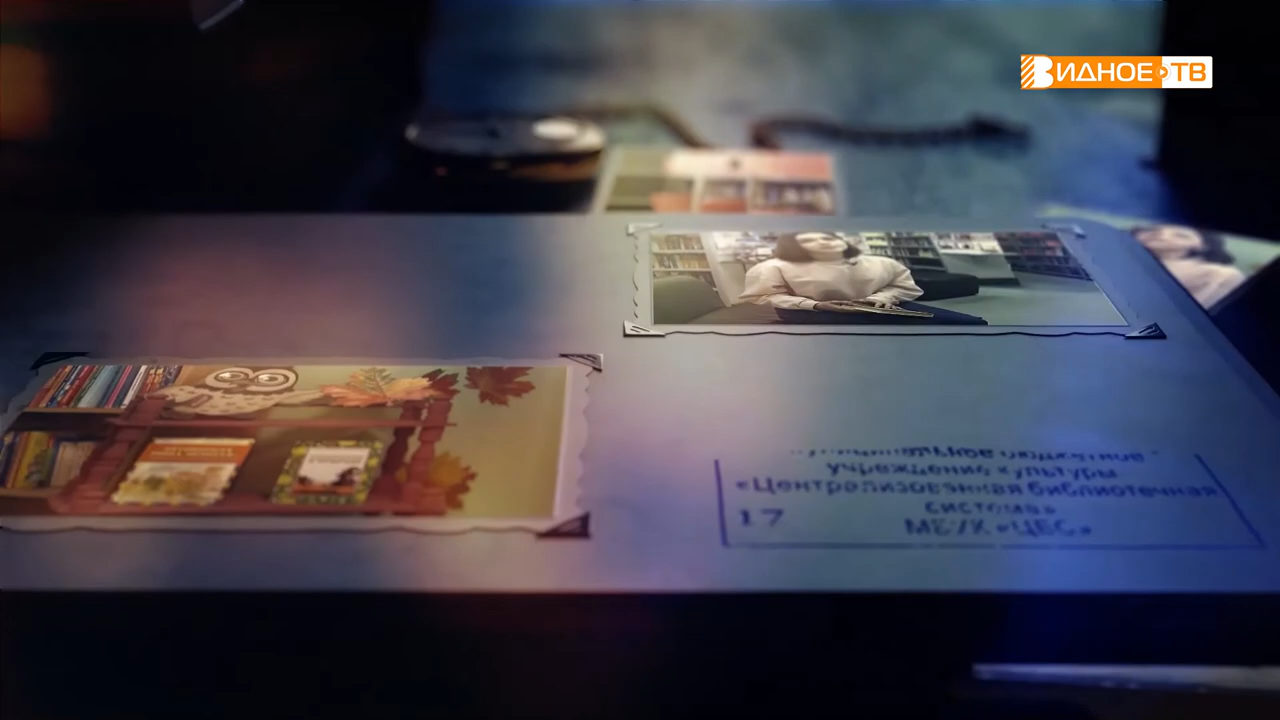 ВИДНОЕ ТВ
учреждение культуры
«Централизованная библиотечная
система»
17
МБУК «ЦБС»